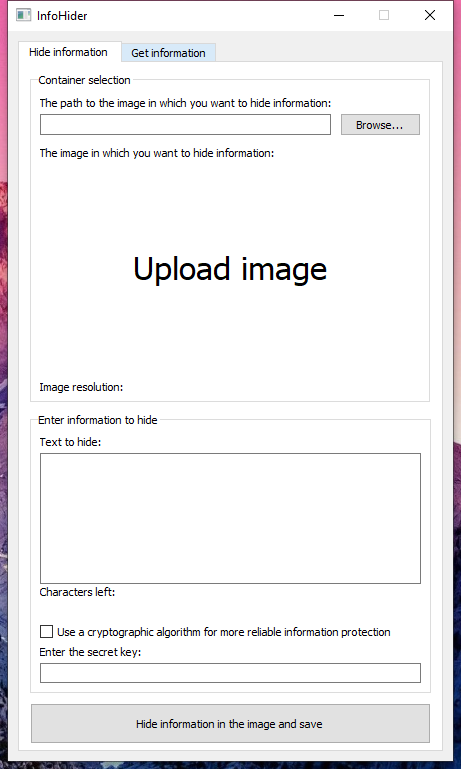 InfoHider
Hide information
Get information
Container selection
The path to the image in which you want to hide information:
Browse...
The image in which you want to hide information:
Upload image
Image resolution:
Enter information to hide
Text to hide:
Characters left:
Use a cryptographic algorithm for more reliable information protection
Enter the secret key:
Hide information in the image and save